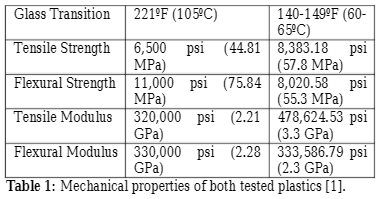 Glass Transition 221ºF (105ºC) 140-149ºF (60-
65ºC)
Tensile Strength 6,500 psi (44.81 8,383.18 psi
MPa) (57.8 MPa)
Flexural Strength 11,000 psi (75.84 8,020.58 psi
MPa) (55.3 MPa)
Tensile Modulus 320,000 psi (2.21 478,624.53 psi
GPa) (3.3 GPa)
Flexural Modulus 330,000 psi (2.28 333,586.79 psi
GPa) (2.3 GPa)
Table 1: Mechanical properties of both tested plastics [1].